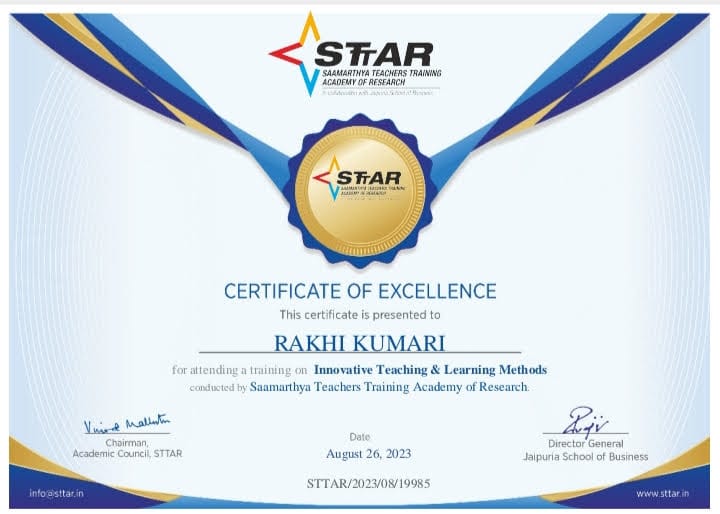 STTAR
SAAMARTHYA TEACHERS TRAINING
ACADEMY OF RESEARCH
In collaboration with Jaipuria School of Business
STTAR
SAAMARTHYA TEACHERS TRAINING
ACADEMY OF RESEARCH
CERTIFICATE OF EXCELLENCE
This certificate is presented to
RAKHI KUMARI
for attending a training on Innovative Teaching & Learning Methods
conducted by Saamarthya Teachers Training Academy of Research.
Chairman,
Academic Council, STTAR
Date
August 26, 2023
Director General
Jaipuria School of Business
STTAR/2023/08/19985
info@sttar.in
www.sttar.in